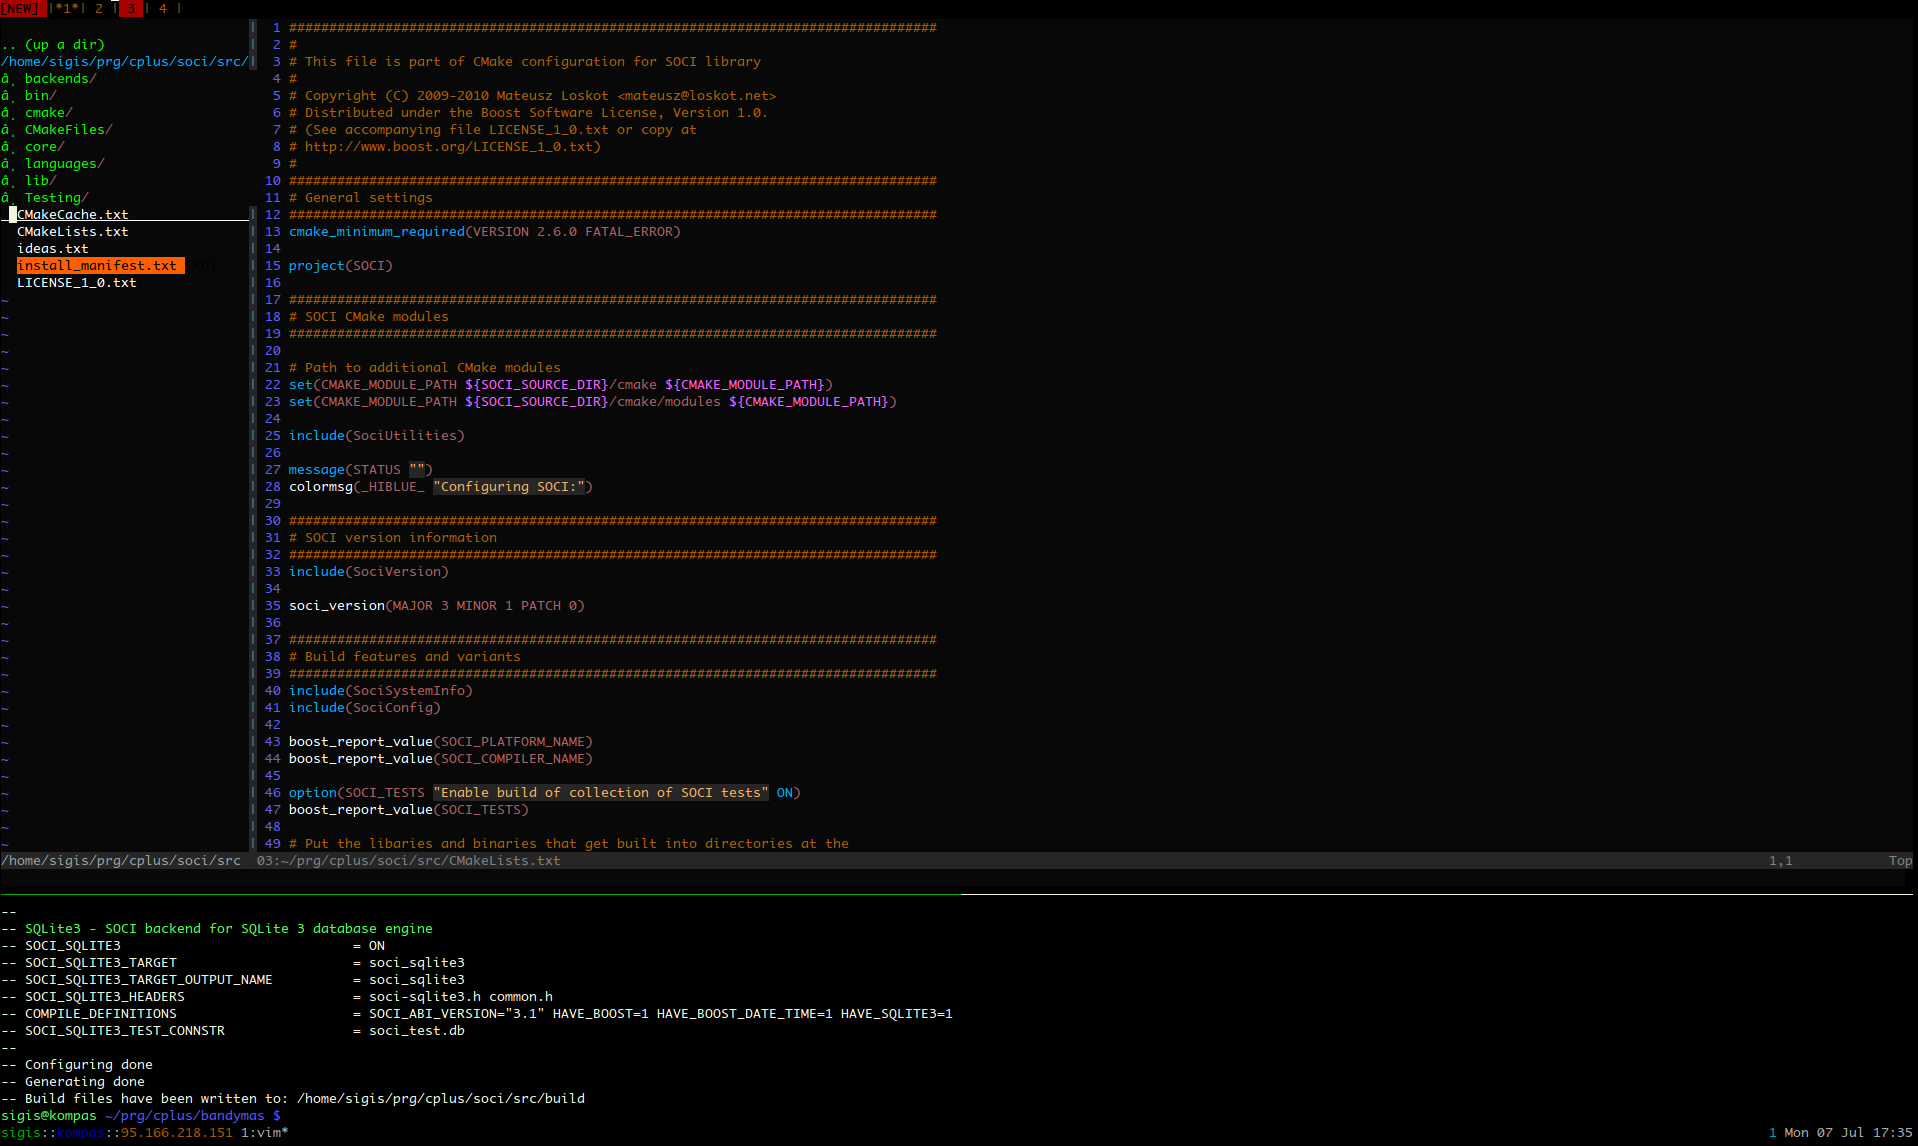 [NEW] |*1*| 2 | 3 | 4 |
.. (up a dir)
/home/sigis/prg/cplus/soci/src/
backends/
bin/
cmake/
CMakeFiles/
core/
languages/
lib/
Testing/
CMakeCache.txt
CMakeLists.txt
ideas.txt
install_manifest.txt [RO]
LICENSE_1_0.txt
1 #################################################################################
2 #
3 # This file is part of CMake configuration for SOCI library
4 #
5 # Copyright (C) 2009-2010 Mateusz Loskot <mateusz@loskot.net>
6 # Distributed under the Boost Software License, Version 1.0.
7 # (See accompanying file LICENSE_1_0.txt or copy at
8 # http://www.boost.org/LICENSE_1_0.txt)
9 #
10 #################################################################################
11 # General settings
12 #################################################################################
13 cmake_minimum_required(VERSION 2.6.0 FATAL_ERROR)
14
15 project(SOCI)
16
17 #################################################################################
18 # SOCI CMake modules
19 #################################################################################
20
21 # Path to additional CMake modules
22 set(CMAKE_MODULE_PATH ${SOCI_SOURCE_DIR}/cmake ${CMAKE_MODULE_PATH})
23 set(CMAKE_MODULE_PATH ${SOCI_SOURCE_DIR}/cmake/modules ${CMAKE_MODULE_PATH})
24
25 include(SociUtilities)
26
27 message(STATUS "")
28 colormsg(_HIBLUE_ "Configuring SOCI:")
29
30 #################################################################################
31 # SOCI version information
32 #################################################################################
33 include(SociVersion)
34
35 soci_version(MAJOR 3 MINOR 1 PATCH 0)
36
37 #################################################################################
38 # Build features and variants
39 #################################################################################
40 include(SociSystemInfo)
41 include(SociConfig)
42
43 boost_report_value(SOCI_PLATFORM_NAME)
44 boost_report_value(SOCI_COMPILER_NAME)
45
46 option(SOCI_TESTS "Enable build of collection of SOCI tests" ON)
47 boost_report_value(SOCI_TESTS)
48
49 # Put the libaries and binaries that get built into directories at the
/home/sigis/prg/cplus/soci/src 03:~/prg/cplus/soci/src/CMakeLists.txt 1,1 Top
--
-- SQLite3 - SOCI backend for SQLite 3 database engine
-- SOCI_SQLITE3 = ON
-- SOCI_SQLITE3_TARGET = soci_sqlite3
-- SOCI_SQLITE3_TARGET_OUTPUT_NAME = soci_sqlite3
-- SOCI_SQLITE3_HEADERS = soci-sqlite3.h common.h
-- COMPILE_DEFINITIONS = SOCI_ABI_VERSION="3.1" HAVE_BOOST=1 HAVE_BOOST_DATE_TIME=1 HAVE_SQLITE3=1
-- SOCI_SQLITE3_TEST_CONNSTR = soci_test.db
--
-- Configuring done
-- Generating done
-- Build files have been written to: /home/sigis/prg/cplus/soci/src/build
sigis@kompas ~/prg/cplus/bandymas $
sigis::kompas::95.166.218.151 1:vim* 1 Mon 07 Jul 17:35